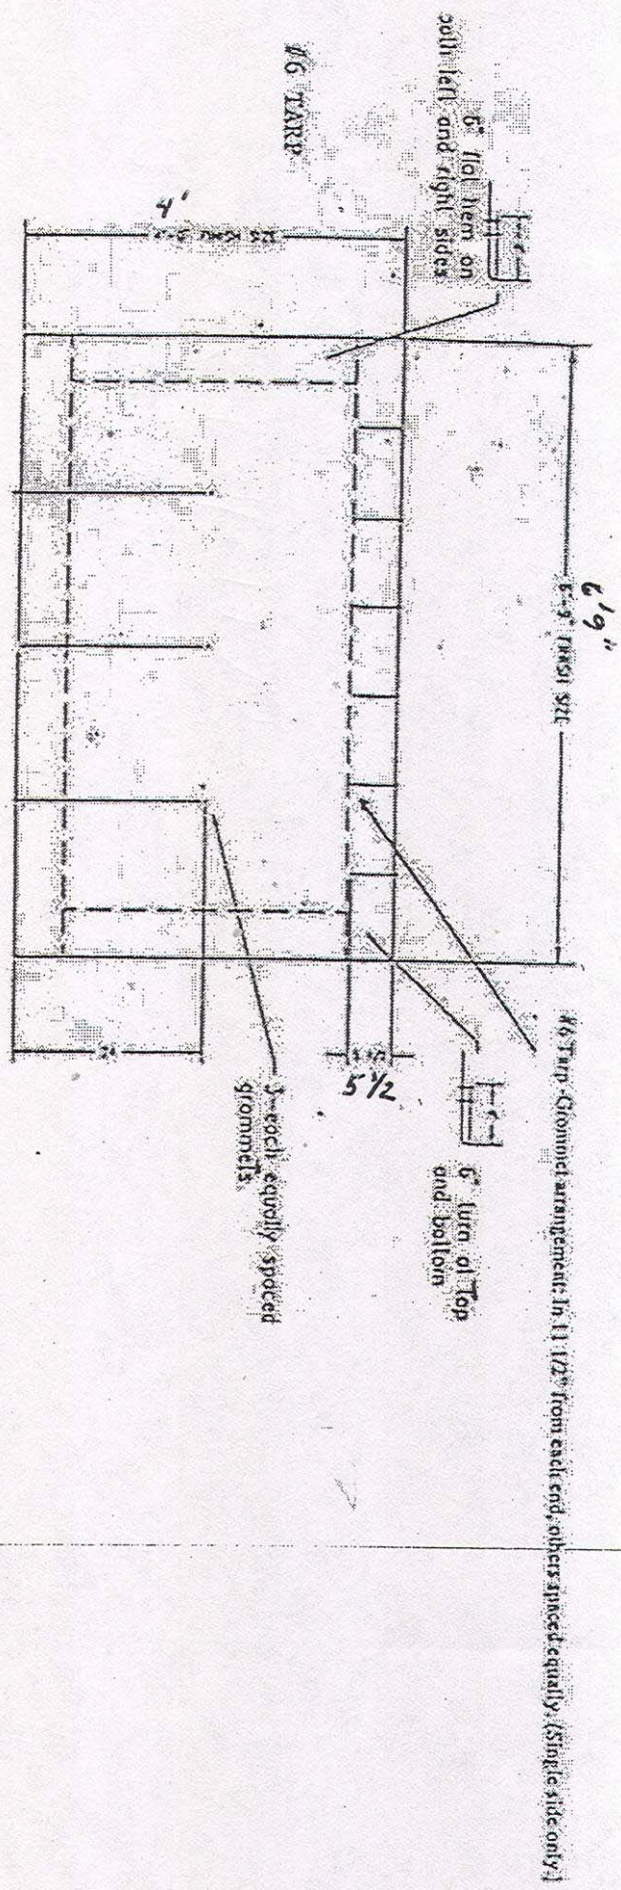 6" flat hem on
both left and right sides
#6 TARP
4'
6'9"
6'-9" FINISH SIZE
#6 Tarp -Grommet arrangement: In 11 1/2" from each end, others spaced equally. (Single side only.)
6" turn at Top
and bottom
5 1/2
3-each equally spaced
grommets